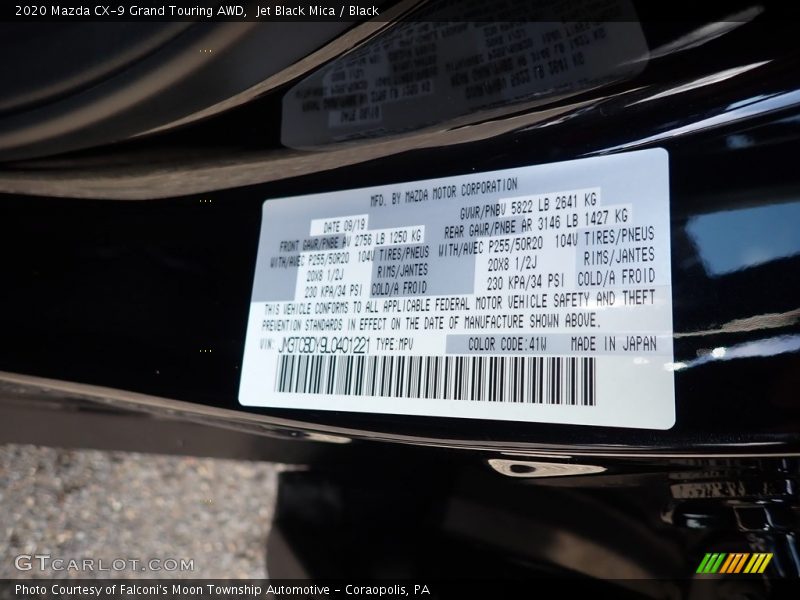 2020 Mazda CX-9 Grand Touring AWD, Jet Black Mica / Black
MFD. BY MAZDA MOTOR CORPORATION
DATE 09/19 GVWR/PNBV 5822 LB 2641 KG
FRONT GAWR/PNBE AV 2756 LB 1250 KG REAR GAWR/PNBE AR 3146 LB 1427 KG
WITH/AVEC P255/50R20 104V TIRES/PNEUS WITH/AVEC P255/50R20 104V TIRES/PNEUS
20X8 1/2J RIMS/JANTES 20X8 1/2J RIMS/JANTES
230 KPA/34 PSI COLD/A FROID 230 KPA/34 PSI COLD/A FROID
THIS VEHICLE CONFORMS TO ALL APPLICABLE FEDERAL MOTOR VEHICLE SAFETY AND THEFT
PREVENTION STANDARDS IN EFFECT ON THE DATE OF MANUFACTURE SHOWN ABOVE.
VIN: JM3TCBDY9L0401221 TYPE:MPV COLOR CODE:41W MADE IN JAPAN
GTCARLOT.COM
Photo Courtesy of Falconi's Moon Township Automotive - Coraopolis, PA